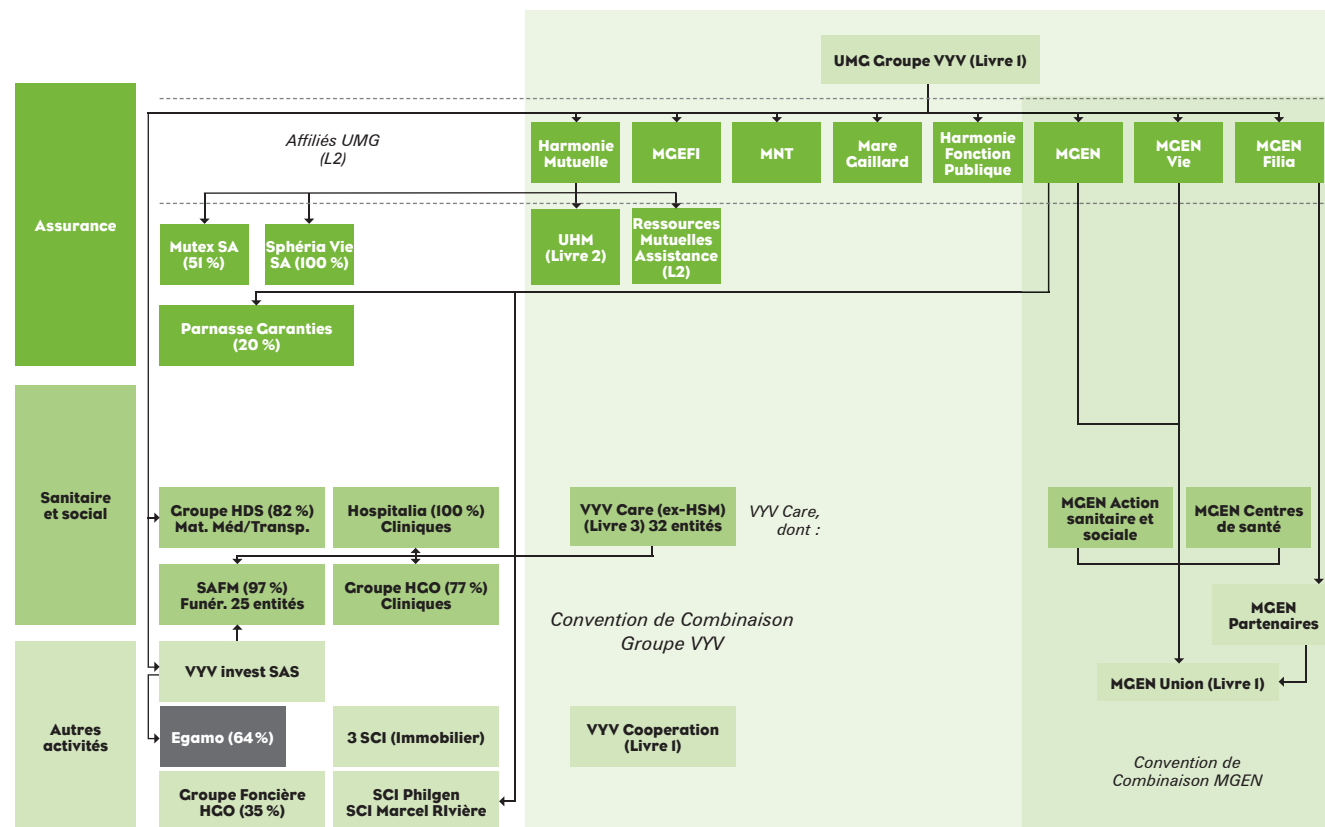 UMG Groupe VYV (Livre 1)
Affiliés UMG
(L2)
Harmonie
Mutuelle
MGEFI
MNT
Mare
Gaillard
Harmonie
Fonction
Publique
MGEN
MGEN
Vie
MGEN
Filia
Assurance
Mutex SA
(51 %)
Sphéria Vie
SA (100 %)
UHM
(Livre 2)
Ressources
Mutuelles
Assistance
(L2)
Parnasse Garanties
(20 %)
Sanitaire
et social
Groupe HDS (82 %)
Mat. Méd/Transp.
Hospitalia (100 %)
Cliniques
VYV Care (ex-HSM)
(Livre 3) 32 entités
VYV Care,
dont :
MGEN Action
sanitaire et
sociale
MGEN Centres
de santé
SAFM (97 %)
Funér. 25 entités
Groupe HGO (77 %)
Cliniques
Convention de Combinaison
Groupe VYV
MGEN
Partenaires
VYV invest SAS
MGEN Union (Livre 1)
Autres
activités
Egamo (64 %)
3 SCI (Immobilier)
VYV Cooperation
(Livre 1)
Convention de
Combinaison MGEN
Groupe Foncière
HGO (35 %)
SCI Philgen
SCI Marcel RIvière